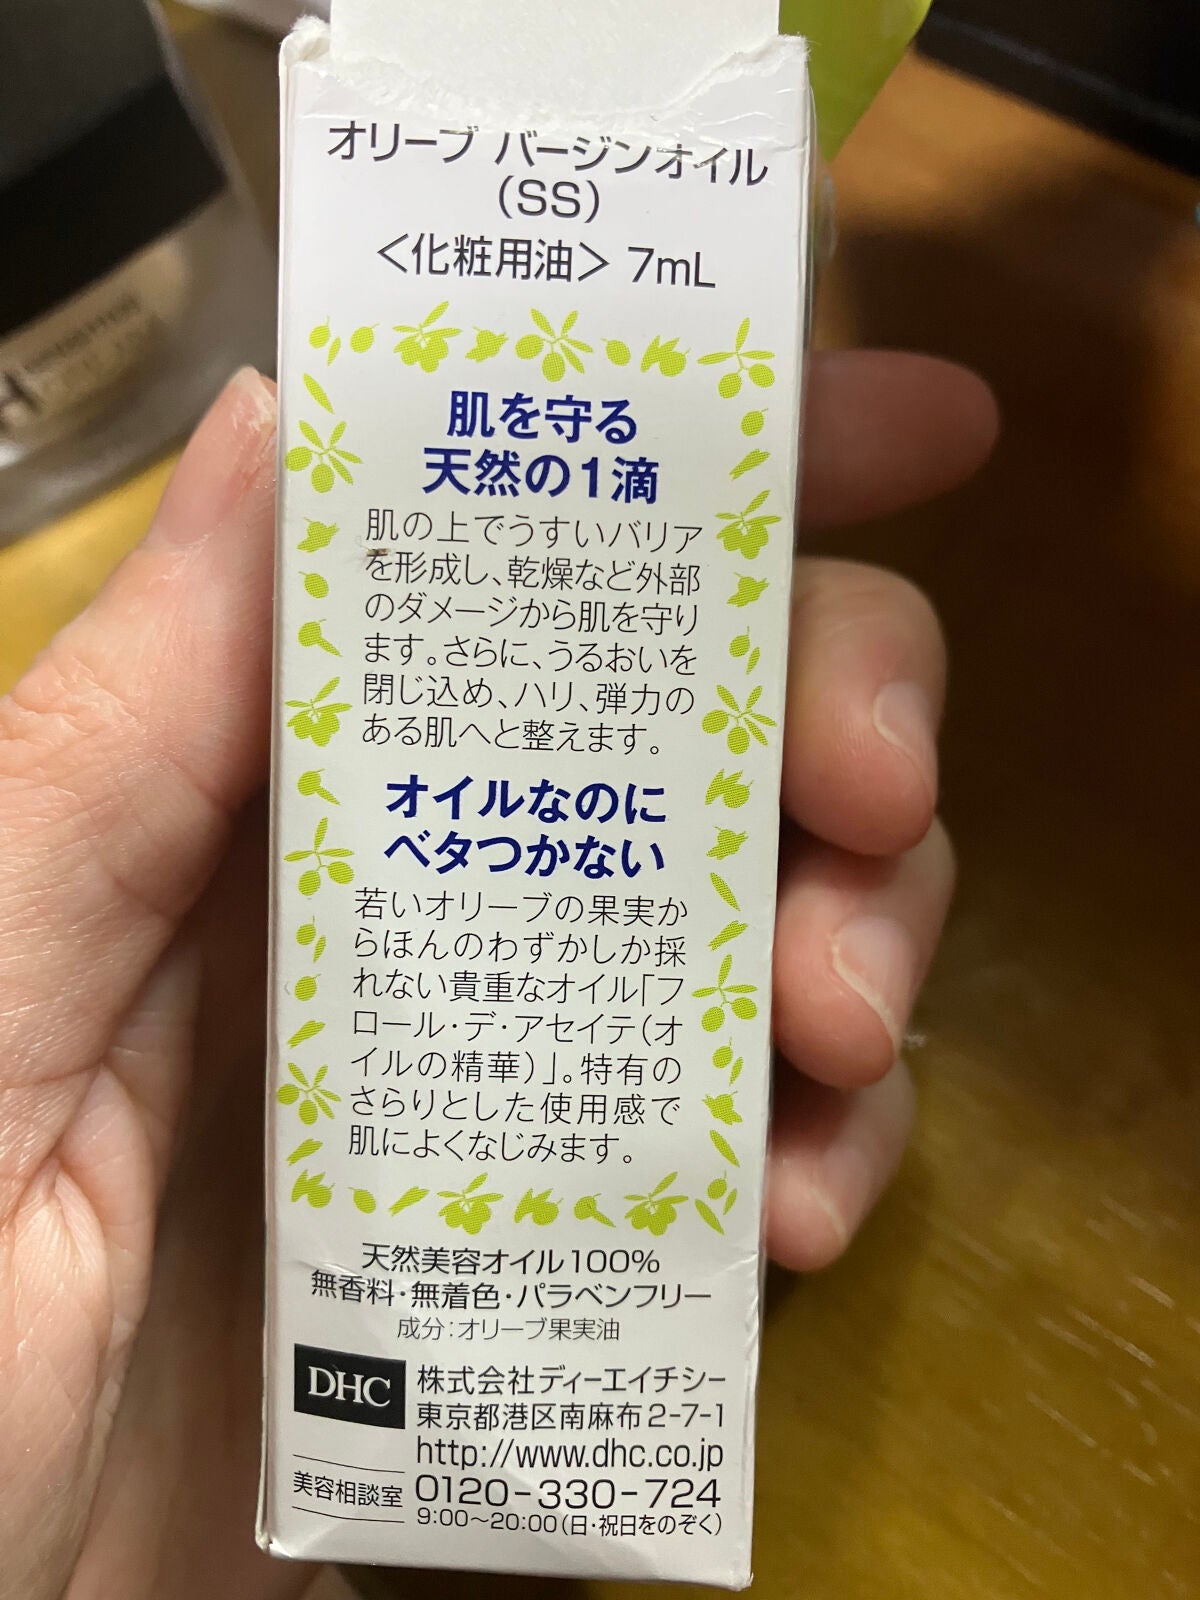 オリーブ バージンオイル
(SS)
<化粧用油> 7mL
肌を守る
天然の1滴
肌の上でうすいバリア
を形成し、乾燥など外部
のダメージから肌を守り
ます。さらに、うるおいを
閉じ込め、ハリ、弾力の
ある肌へと整えます。
オイルなのに
ベタつかない
若いオリーブの果実か
らほんのわずかしか採
れない貴重なオイル「フ
ロール・デ・アセイテ(オ
イルの精華)」。特有の
さらりとした使用感で
肌によくなじみます。
天然美容オイル100%
無香料・無着色・パラベンフリー
成分:オリーブ果実油
DHC 株式会社ディーエイチシー
東京都港区南麻布2-7-1
http://www.dhc.co.jp
美容相談室 0120-330-724
9:00〜20:00(日・祝日をのぞく)